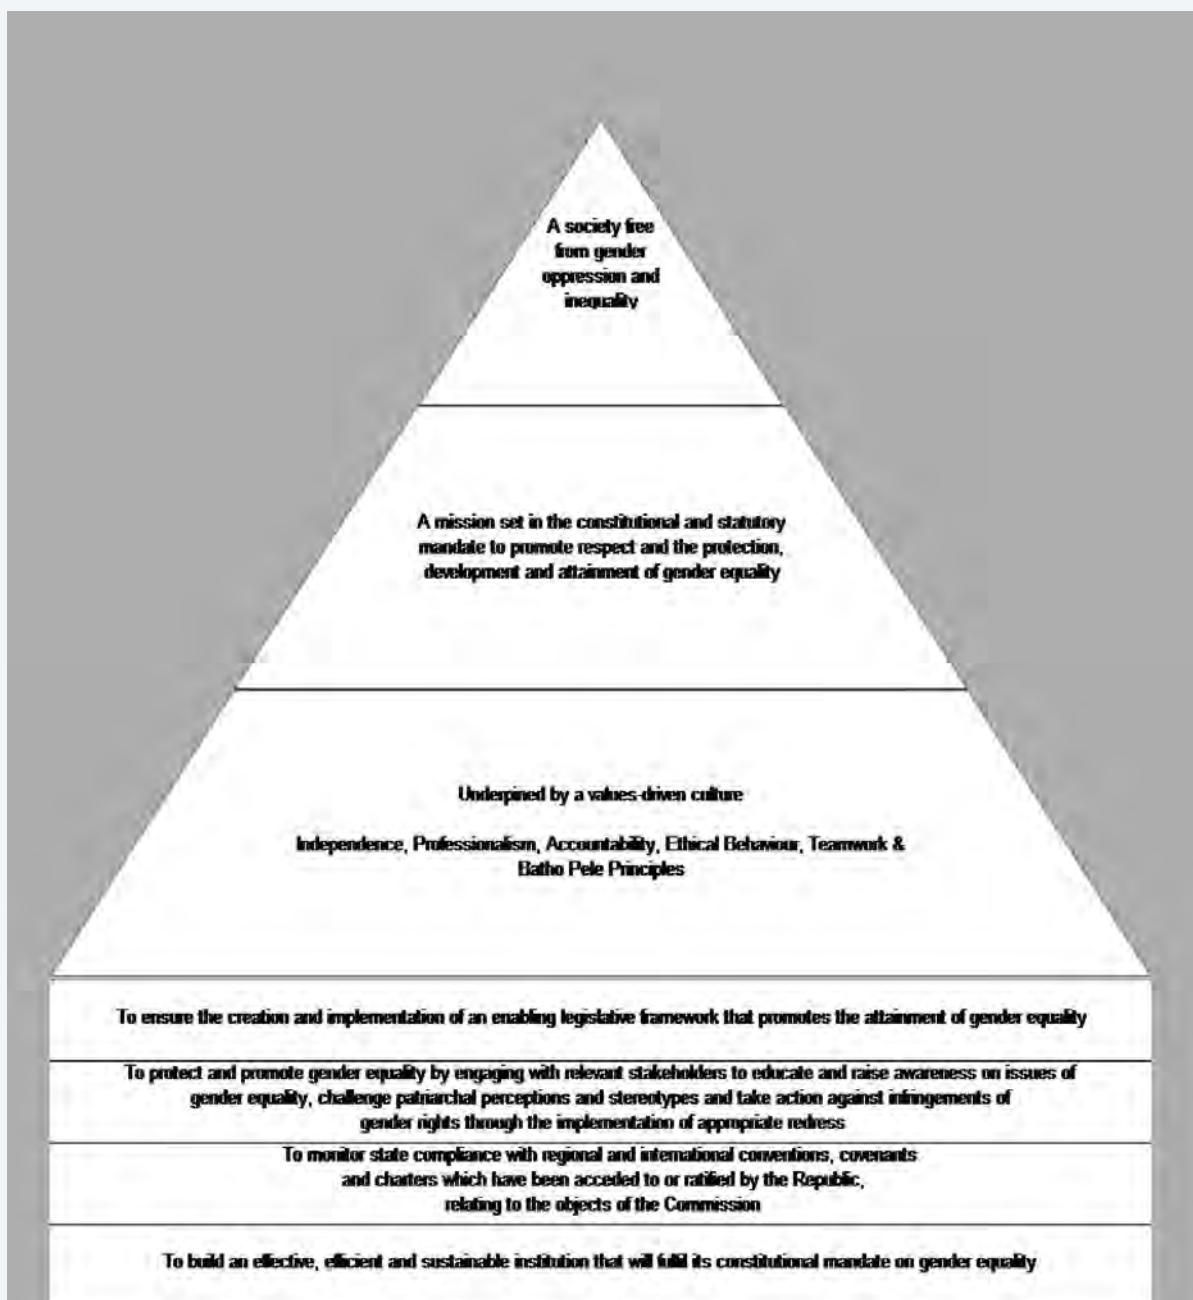 A society free
from gender
oppression and
inequality
A mission set in the constitutional and statutory
mandate to promote respect and the protection,
development and attainment of gender equality
Underpined by a values-driven culture
Independence, Professionalism, Accountability, Ethical Behaviour, Teamwork &
Batho Pele Principles
To ensure the creation and implementation of an enabling legislative framework that promotes the attainment of gender equality
To protect and promote gender equality by engaging with relevant stakeholders to educate and raise awareness on issues of
gender equality, challenge patriarchal perceptions and stereotypes and take action against infringements of
gender rights through the implementation of appropriate redress
To monitor state compliance with regional and international conventions, covenants
and charters which have been acceded to or ratified by the Republic,
relating to the objects of the Commission
To build an effective, efficient and sustainable institution that will fulfil its constitutional mandate on gender equality